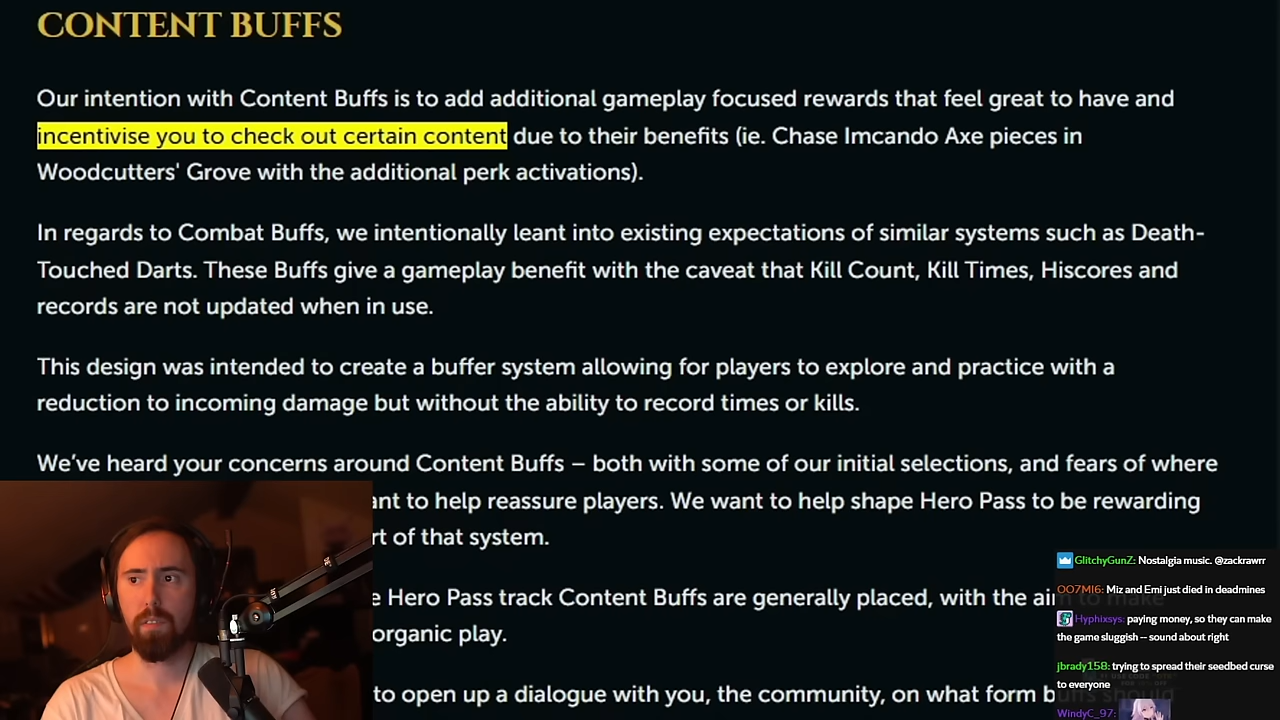 CONTENT BUFFS
Our intention with Content Buffs is to add additional gameplay focused rewards that feel great to have and
incentivise you to check out certain content due to their benefits (ie. Chase Imcando Axe pieces in
Woodcutters' Grove with the additional perk activations).
In regards to Combat Buffs, we intentionally leant into existing expectations of similar systems such as Death-
Touched Darts. These Buffs give a gameplay benefit with the caveat that Kill Count, Kill Times, Hiscores and
records are not updated when in use.
This design was intended to create a buffer system allowing for players to explore and practice with a
reduction to incoming damage but without the ability to record times or kills.
We've heard your concerns around Content Buffs – both with some of our initial selections, and fears of where
ant to help reassure players. We want to help shape Hero Pass to be rewarding
rt of that system.
e Hero Pass track Content Buffs are generally placed, with the aim to make
organic play.
to open up a dialogue with you, the community, on what form buffs should
GlitchyGunZ: Nostalgia music. @zackrawrr
OO7MI6: Miz and Emi just died in deadmines
Hyphixsys: paying money, so they can make
the game sluggish -- sound about right
jbrady158: trying to spread their seedbed curse
to everyone
WindyC_97: